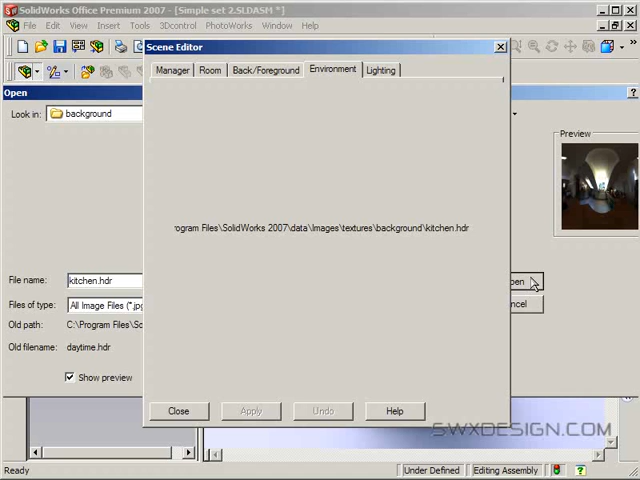 SolidWorks Office Premium 2007 - [Simple set 2.SLDASM *]
File Edit View Insert Tools 3Dcontrol PhotoWorks Window Help
Scene Editor
Manager Room Back/Foreground Environment Lighting
Open
Look in: background
Preview
rogram Files\SolidWorks 2007\data\Images\textures\background\kitchen.hdr
File name: kitchen.hdr
pen
Files of type: All Image Files (*.jpg
ncel
Old path: C:\Program Files\So
Old filename: daytime.hdr
Show preview
Close Apply Undo Help
SWXDESIGN.COM
Ready Under Defined Editing Assembly